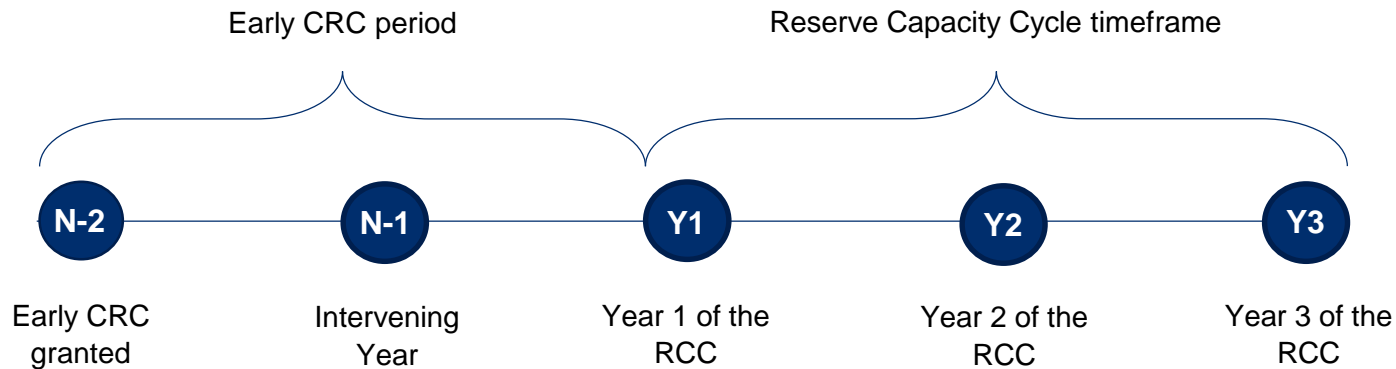 Early CRC period
Reserve Capacity Cycle timeframe
N-2
N-1
Y1
Y2
Y3
Early CRC
granted
Intervening
Year
Year 1 of the
RCC
Year 2 of the
RCC
Year 3 of the
RCC